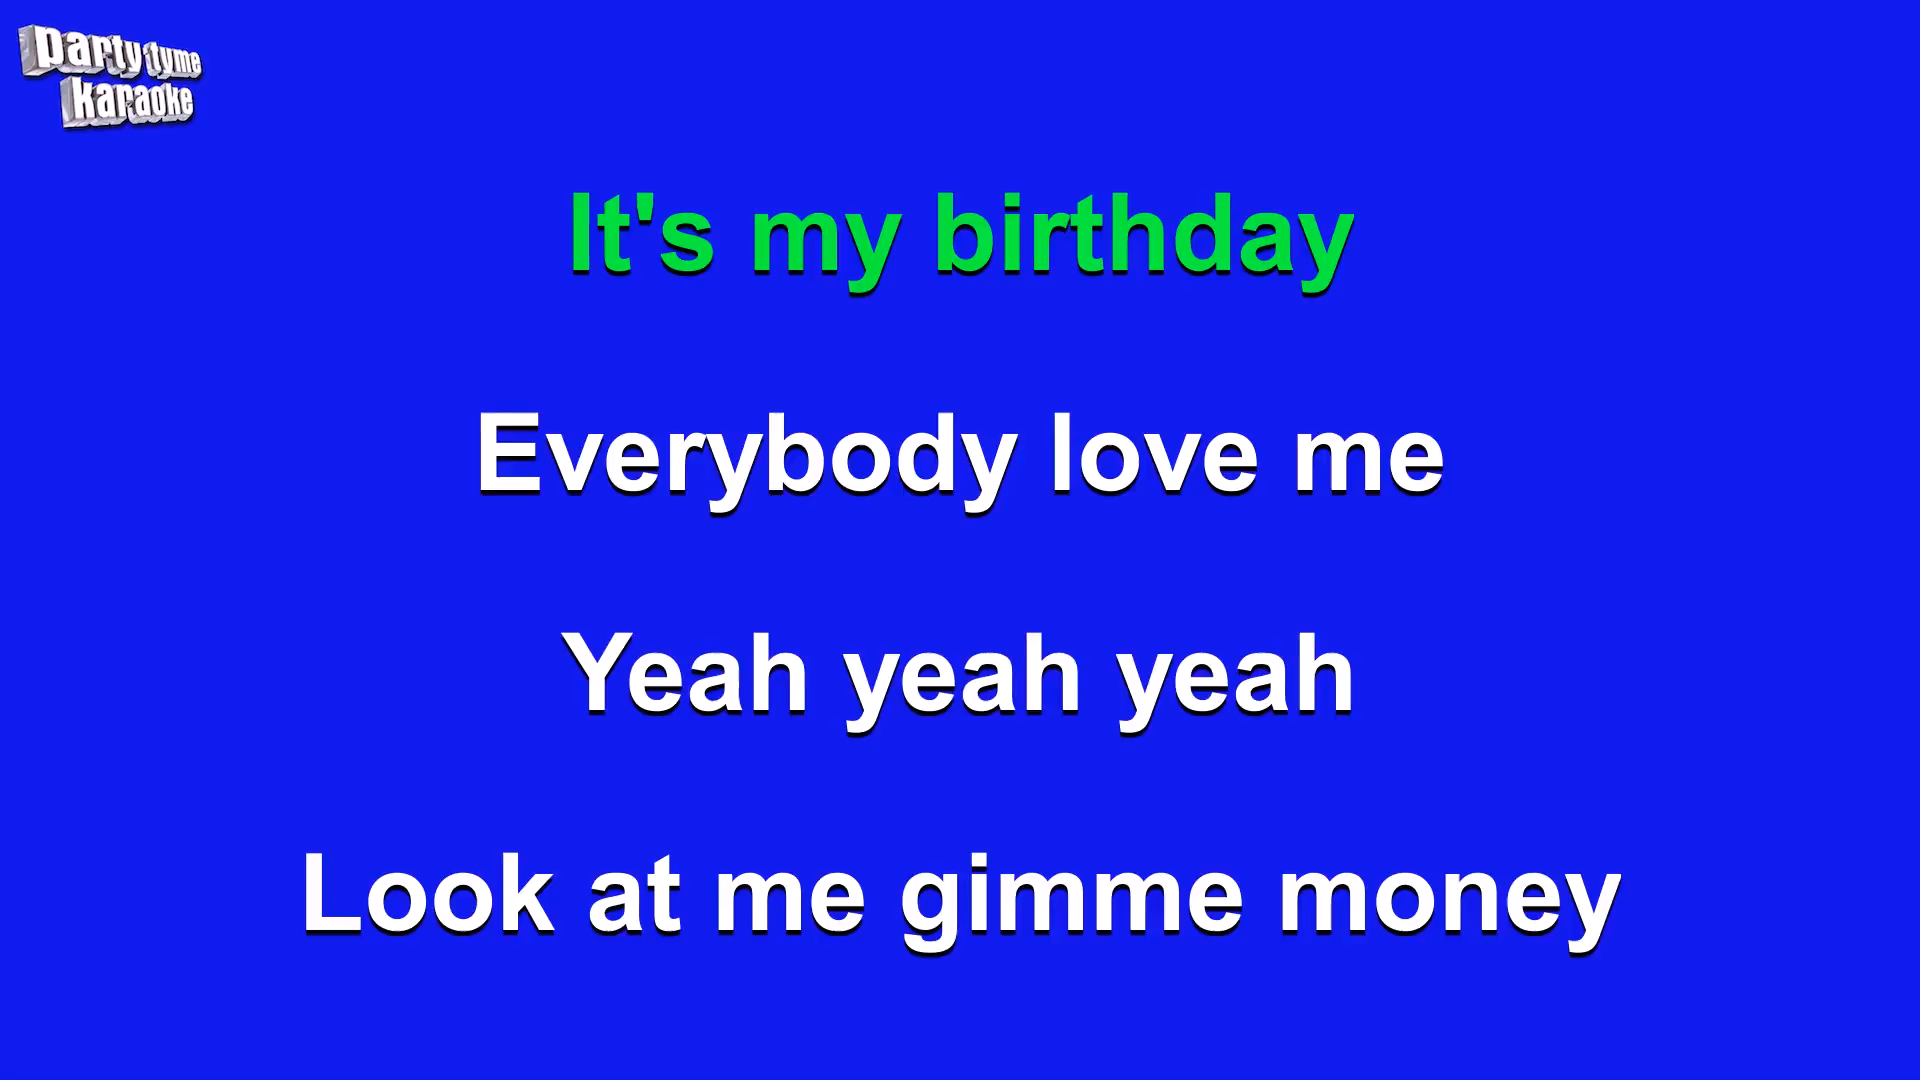 party tyme
karaoke
It's my birthday
Everybody love me
Yeah yeah yeah
Look at me gimme money